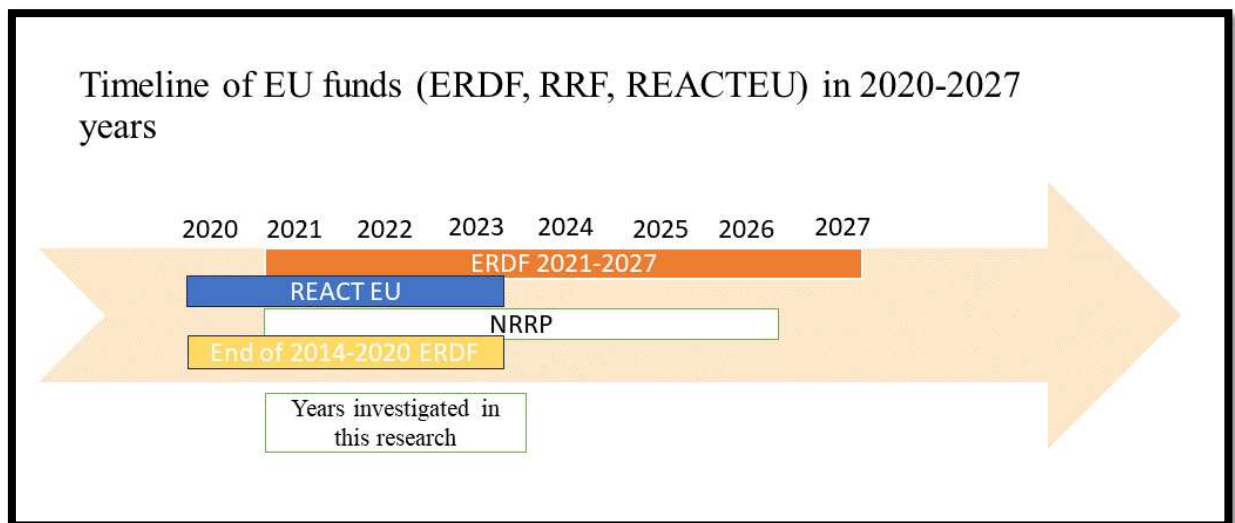 Timeline of EU funds (ERDF, RRF, REACTEU) in 2020-2027
years
2020 2021 2022 2023 2024 2025 2026 2027
ERDF 2021-2027
REACT EU
NRRP
End of 2014-2020 ERDF
Years investigated in
this research